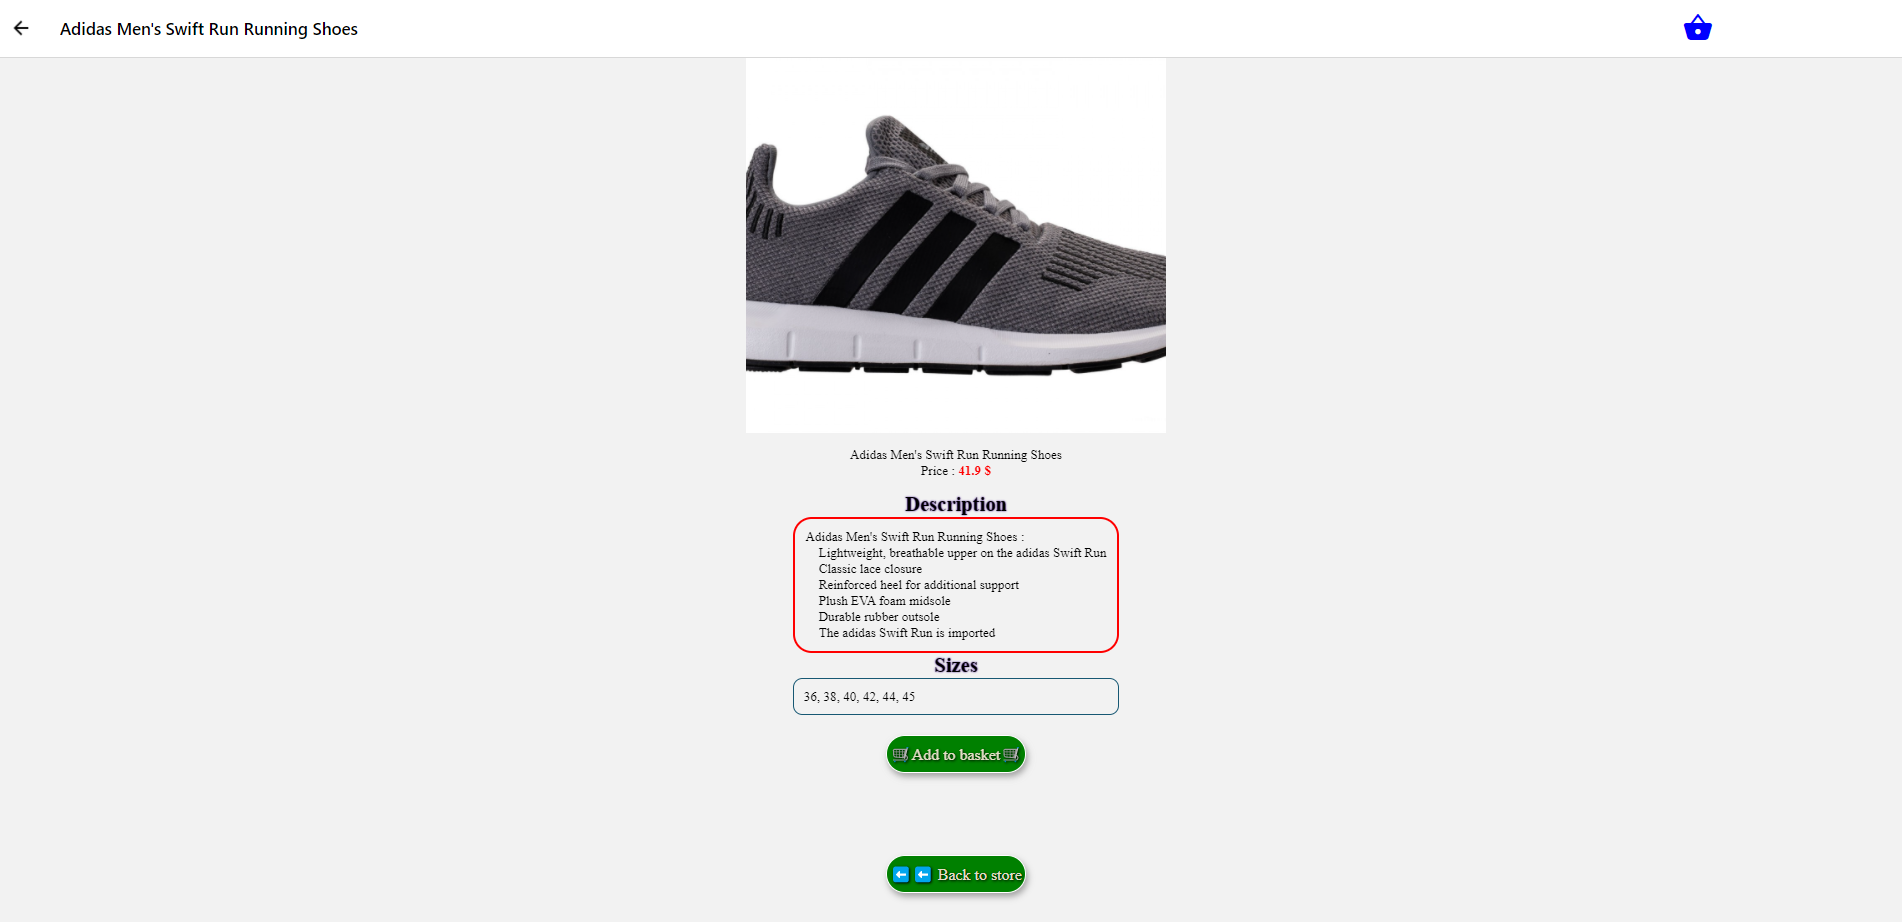 Adidas Men's Swift Run Running Shoes
Adidas Men's Swift Run Running Shoes
Price : 41.9 $
Description
Adidas Men's Swift Run Running Shoes :
Lightweight, breathable upper on the adidas Swift Run
Classic lace closure
Reinforced heel for additional support
Plush EVA foam midsole
Durable rubber outsole
The adidas Swift Run is imported
Sizes
36, 38, 40, 42, 44, 45
🛒 Add to basket 🛒
⬅️ ⬅️ Back to store